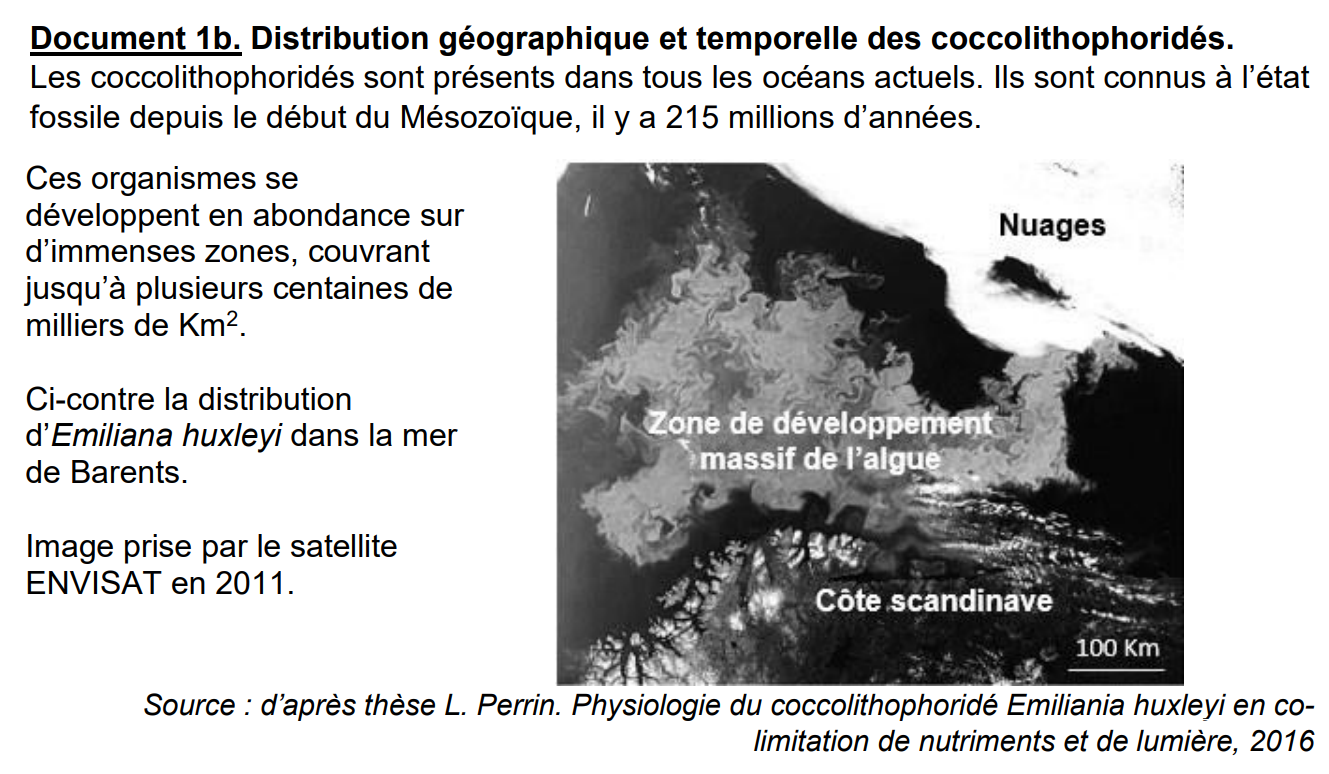 Document 1b. Distribution géographique et temporelle des coccolithophoridés.
Les coccolithophoridés sont présents dans tous les océans actuels. Ils sont connus à l’état
fossile depuis le début du Mésozoïque, il y a 215 millions d’années.
Ces organismes se
développent en abondance sur
d’immenses zones, couvrant
jusqu’à plusieurs centaines de
milliers de Km².
Ci-contre la distribution
d’Emiliana huxleyi dans la mer
de Barents.
Image prise par le satellite
ENVISAT en 2011.
Nuages
Zone de développement
massif de l’algue
Côte scandinave
100 Km
Source : d’après thèse L. Perrin. Physiologie du coccolithophoridé Emiliania huxleyi en co-
limitation de nutriments et de lumière, 2016